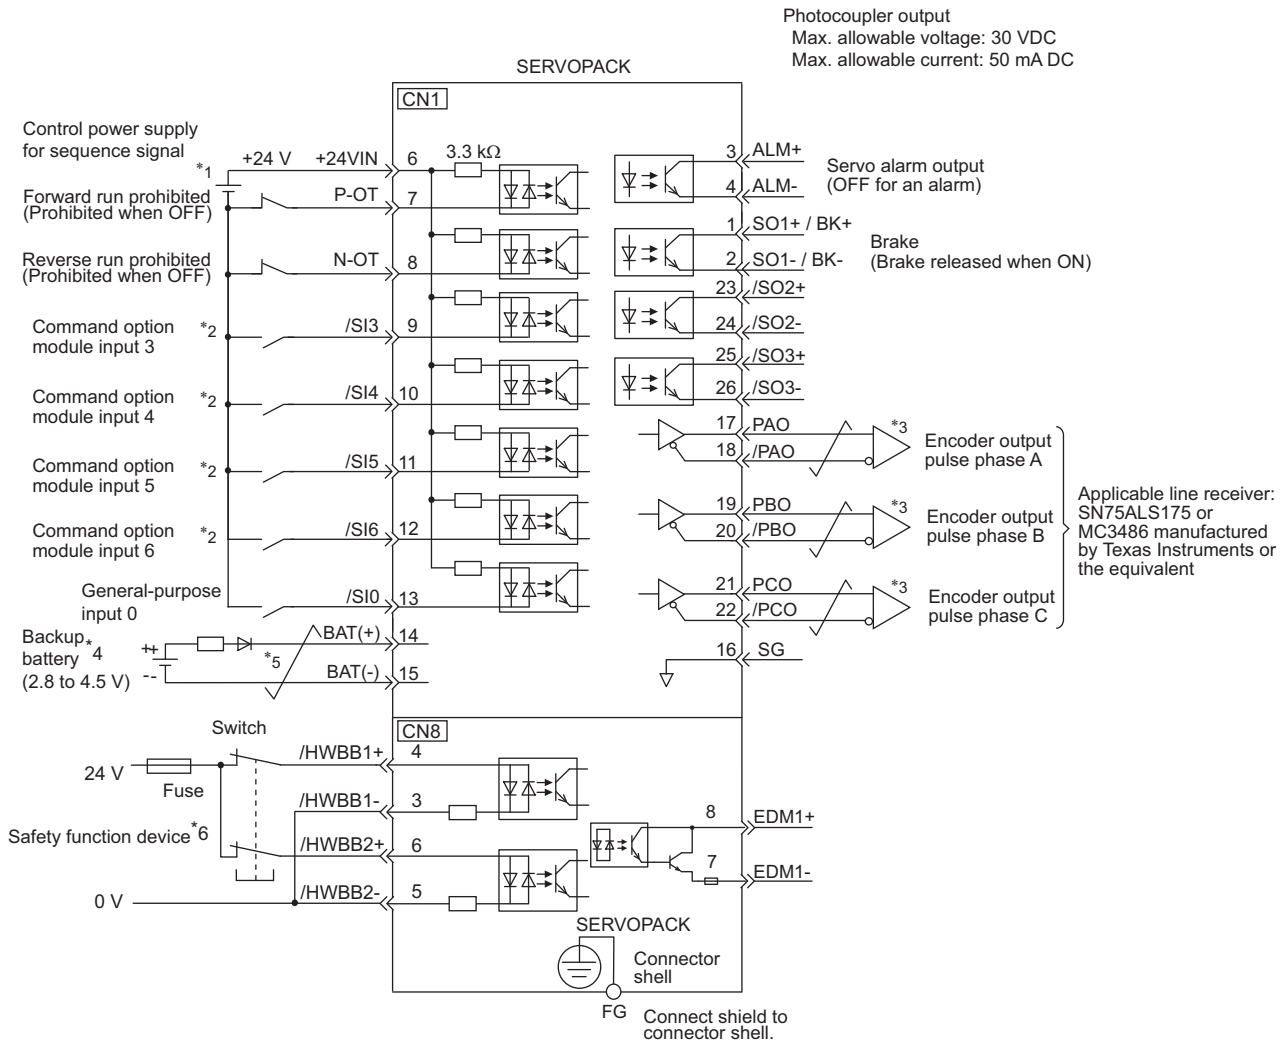 Photocoupler output
Max. allowable voltage: 30 VDC
Max. allowable current: 50 mA DC
SERVOPACK
CN1
Control power supply
for sequence signal
*1
+24 V
+24VIN
6
3.3 kΩ
3
ALM+
Servo alarm output
(OFF for an alarm)
4
ALM-
Forward run prohibited
(Prohibited when OFF)
P-OT
7
1
SO1+ / BK+
Brake
(Brake released when ON)
2
SO1- / BK-
Reverse run prohibited
(Prohibited when OFF)
N-OT
8
23
/SO2+
24
/SO2-
Command option
module input 3
*2
/SI3
9
25
/SO3+
26
/SO3-
Command option
module input 4
*2
/SI4
10
17
PAO
18
/PAO
*3
Encoder output
pulse phase A
Command option
module input 5
*2
/SI5
11
19
PBO
20
/PBO
*3
Encoder output
pulse phase B
Applicable line receiver:
SN75ALS175 or
MC3486 manufactured
by Texas Instruments or
the equivalent
Command option
module input 6
*2
/SI6
12
21
PCO
22
/PCO
*3
Encoder output
pulse phase C
General-purpose
input 0
/SI0
13
Backup
battery *4
(2.8 to 4.5 V)
++
--
*5
BAT(+)
14
BAT(-)
15
16
SG
CN8
Switch
24 V
Fuse
/HWBB1+
4
/HWBB1-
3
Safety function device *6
/HWBB2+
6
0 V
/HWBB2-
5
8
EDM1+
7
EDM1-
SERVOPACK
Connector
shell
FG
Connect shield to
connector shell.